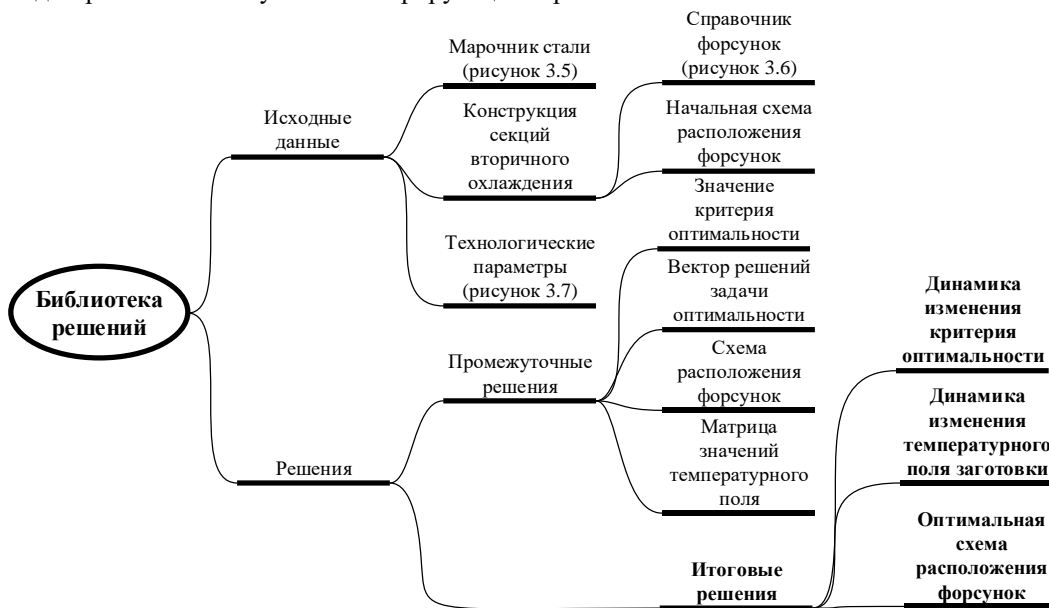 Библиотека
решений
Исходные
данные
Марочник стали
(рисунок 3.5)
Конструкция
секций
вторичного
охлаждения
Справочник
форсунок
(рисунок 3.6)
Начальная схема
расположения
форсунок
Технологические
параметры
(рисунок 3.7)
Решения
Промежуточные
решения
Значение
критерия
оптимальности
Вектор решений
задачи
оптимальности
Схема
расположения
форсунок
Матрица
значений
температурного
поля
Итоговые
решения
Динамика
изменения
критерия
оптимальности
Динамика
изменения
температурного
поля заготовки
Оптимальная
схема
расположения
форсунок